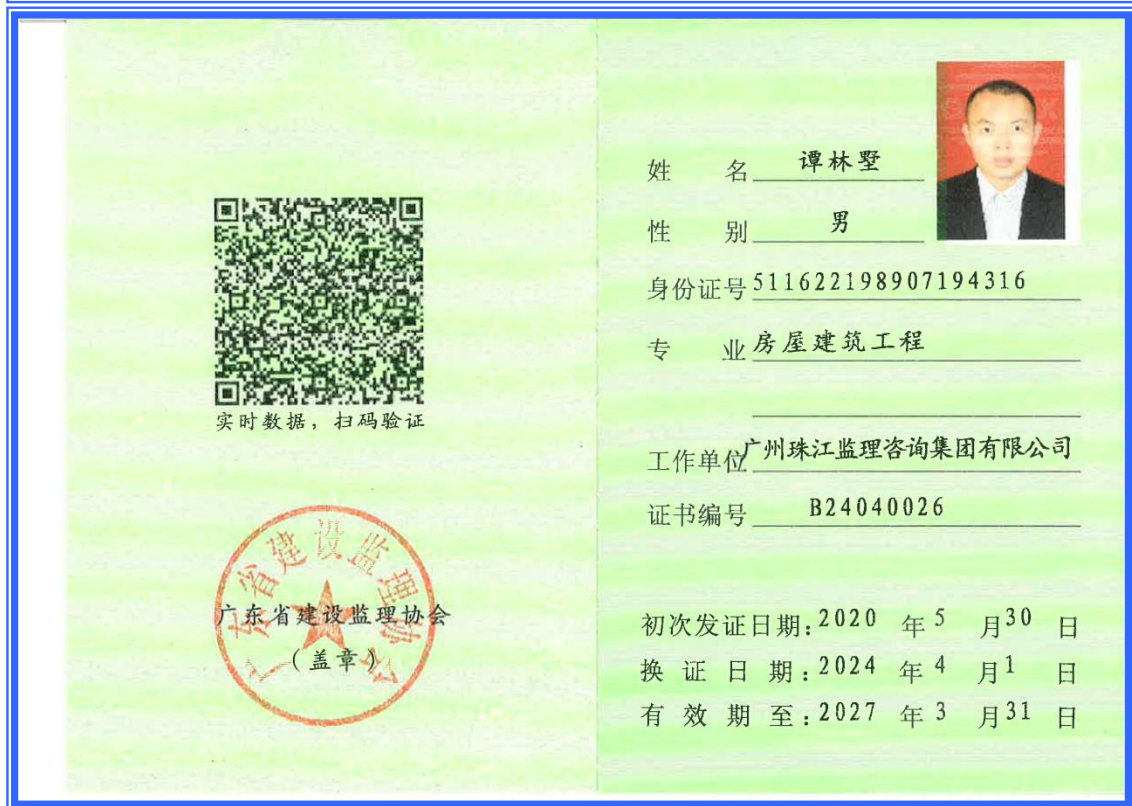 实时数据，扫码验证
广东省建设监理协会
广东省建设监理协会
（盖章）
姓 名 谭林墅
性 别 男
身份证号 511622198907194316
专 业 房屋建筑工程
工作单位 广州珠江监理咨询集团有限公司
证书编号 B24040026
初次发证日期：2020 年 5 月 30 日
换 证 日 期：2024 年 4 月 1 日
有 效 期 至：2027 年 3 月 31 日